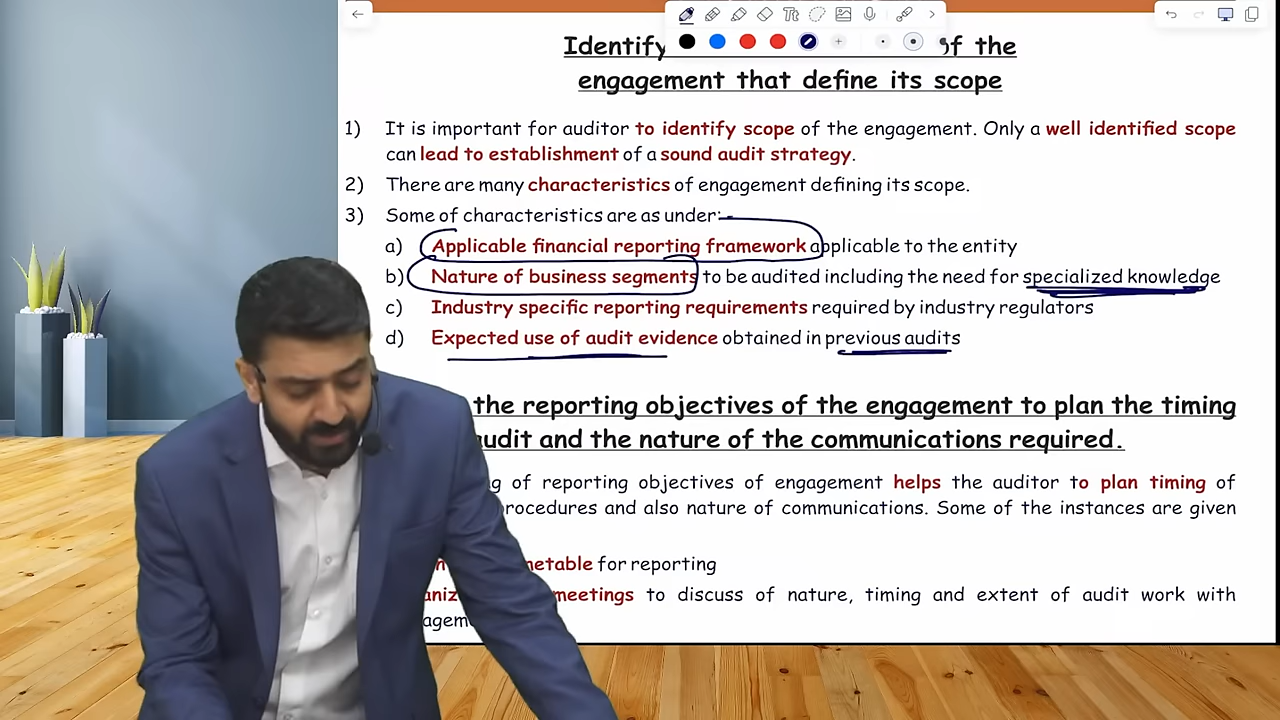 Identify of the
engagement that define its scope
1) It is important for auditor to identify scope of the engagement. Only a well identified scope
can lead to establishment of a sound audit strategy.
2) There are many characteristics of engagement defining its scope.
3) Some of characteristics are as under:-
a) Applicable financial reporting framework applicable to the entity
b) Nature of business segments to be audited including the need for specialized knowledge
c) Industry specific reporting requirements required by industry regulators
d) Expected use of audit evidence obtained in previous audits
the reporting objectives of the engagement to plan the timing
audit and the nature of the communications required.
of reporting objectives of engagement helps the auditor to plan timing of
procedures and also nature of communications. Some of the instances are given
for reporting
meetings to discuss of nature, timing and extent of audit work with